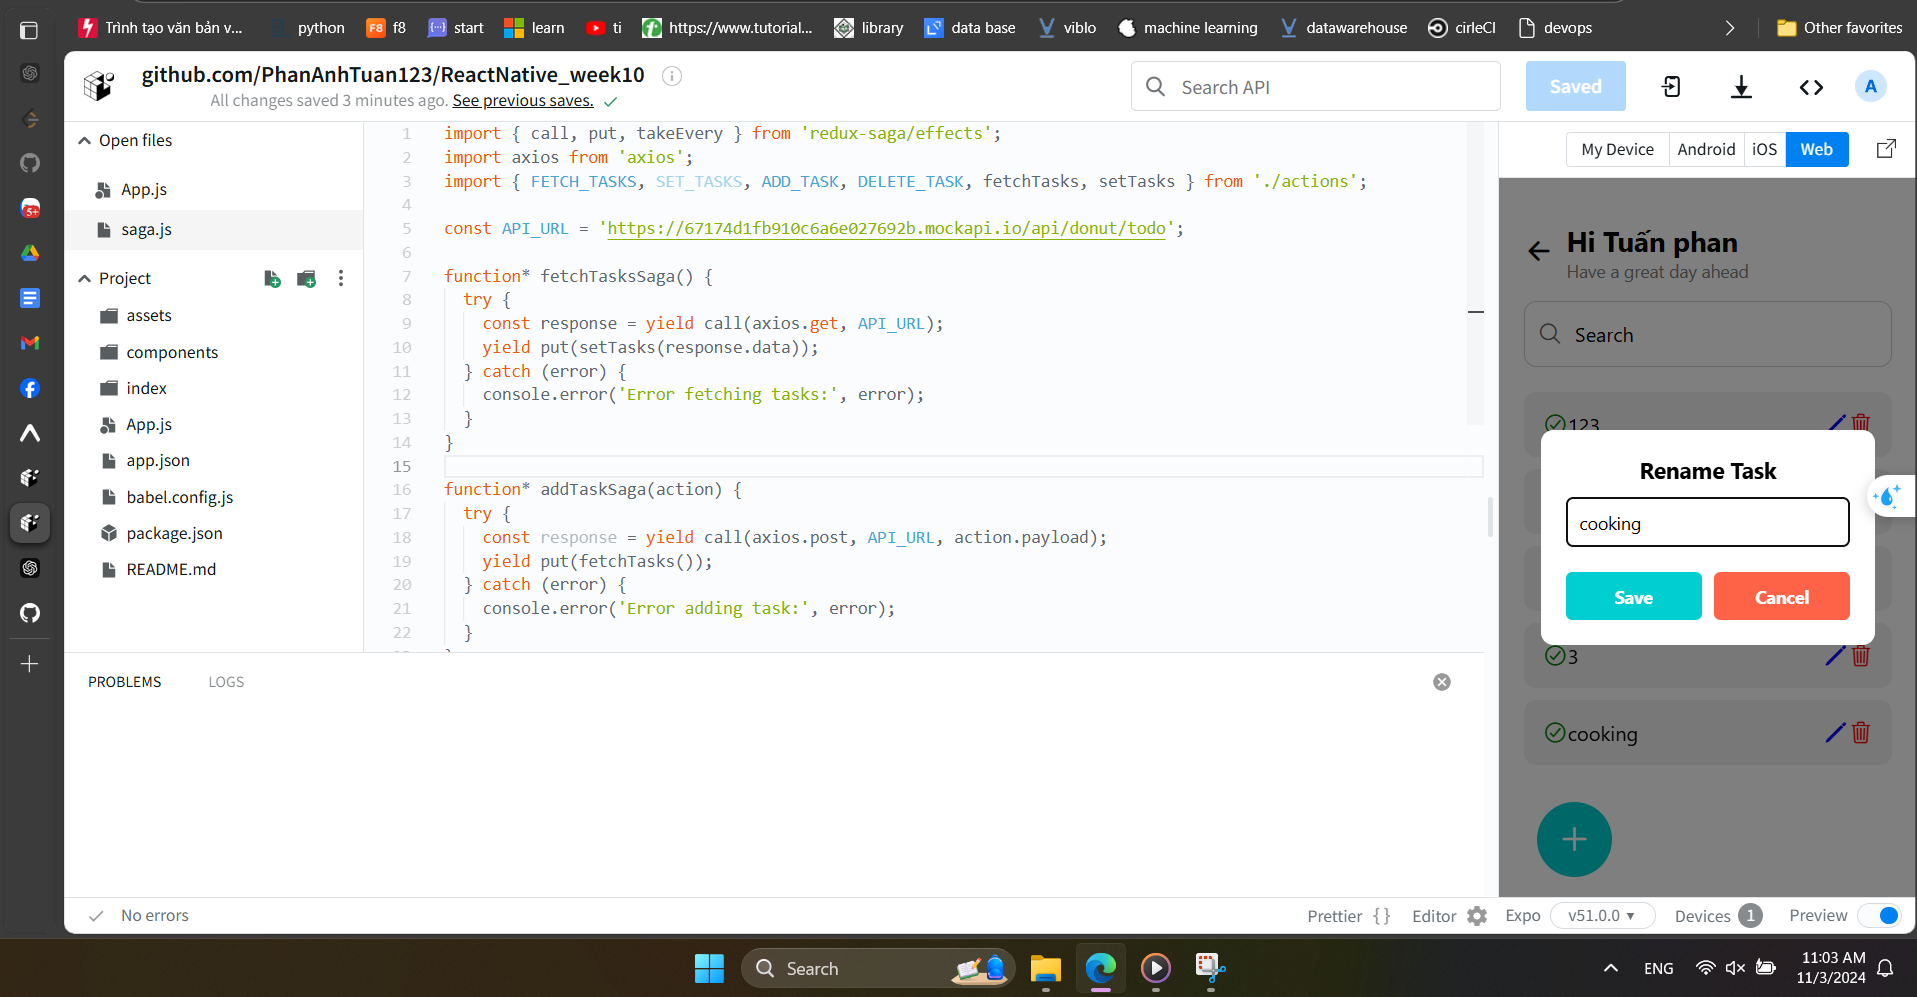 Trình tạo văn bản v... python f8 start learn ti https://www.tutorial... library data base viblo machine learning datawarehouse cirleCI devops Other favorites
github.com/PhanAnhTuan123/ReactNative_week10
All changes saved 3 minutes ago. See previous saves.
Search API
Saved
A
5+
Open files
App.js
saga.js
Project
assets
components
index
App.js
app.json
babel.config.js
package.json
README.md
1 import { call, put, takeEvery } from 'redux-saga/effects';
2 import axios from 'axios';
3 import { FETCH_TASKS, SET_TASKS, ADD_TASK, DELETE_TASK, fetchTasks, setTasks } from './actions';
4
5 const API_URL = 'https://67174d1fb910c6a6e027692b.mockapi.io/api/donut/todo';
6
7 function* fetchTasksSaga() {
8 try {
9 const response = yield call(axios.get, API_URL);
10 yield put(setTasks(response.data));
11 } catch (error) {
12 console.error('Error fetching tasks:', error);
13 }
14 }
15
16 function* addTaskSaga(action) {
17 try {
18 const response = yield call(axios.post, API_URL, action.payload);
19 yield put(fetchTasks());
20 } catch (error) {
21 console.error('Error adding task:', error);
22 }
My Device Android iOS Web
Hi Tuấn phan
Have a great day ahead
Search
123
Rename Task
cooking
Save Cancel
3
cooking
PROBLEMS LOGS
No errors
Prettier {} Editor Expo v51.0.0 Devices 1 Preview
Search
ENG
11:03 AM
11/3/2024